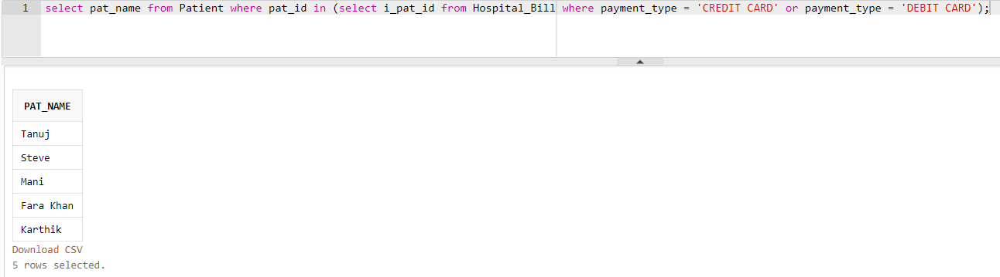 1 select pat_name from Patient where pat_id in (select i_pat_id from Hospital_Bill where payment_type = 'CREDIT CARD' or payment_type = 'DEBIT CARD');
PAT_NAME
Tanuj
Steve
Mani
Fara Khan
Karthik
Download CSV
5 rows selected.